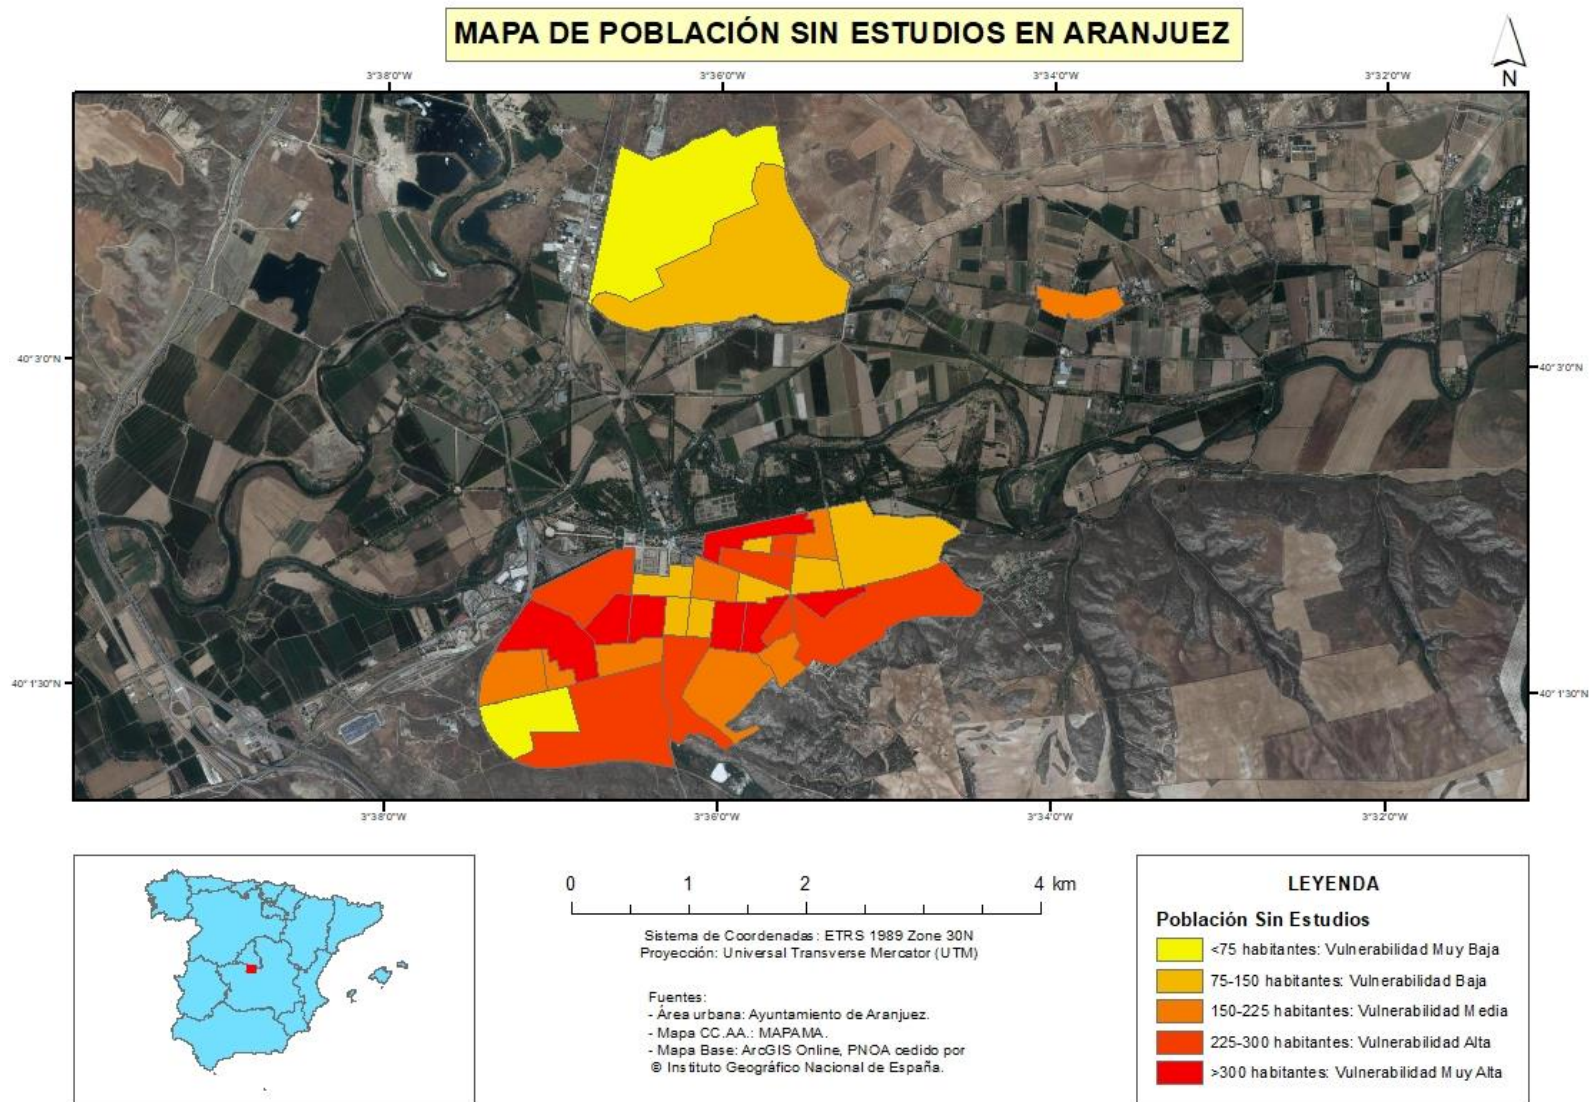 MAPA DE POBLACIÓN SIN ESTUDIOS EN ARANJUEZ
N
3°38'0"W 3°36'0"W 3°34'0"W 3°32'0"W
40°3'0"N 40°3'0"N
40°1'30"N 40°1'30"N
3°38'0"W 3°36'0"W 3°34'0"W 3°32'0"W
0 1 2 4 km
Sistema de Coordenadas: ETRS 1989 Zone 30N
Proyección: Universal Transverse Mercator (UTM)
Fuentes:
- Área urbana: Ayuntamiento de Aranjuez.
- Mapa CC.AA.: MAPAMA.
- Mapa Base: ArcGIS Online, PNOA cedido por
© Instituto Geográfico Nacional de España.
LEYENDA
Población Sin Estudios
<75 habitantes: Vulnerabilidad Muy Baja
75-150 habitantes: Vulnerabilidad Baja
150-225 habitantes: Vulnerabilidad Media
225-300 habitantes: Vulnerabilidad Alta
>300 habitantes: Vulnerabilidad Muy Alta